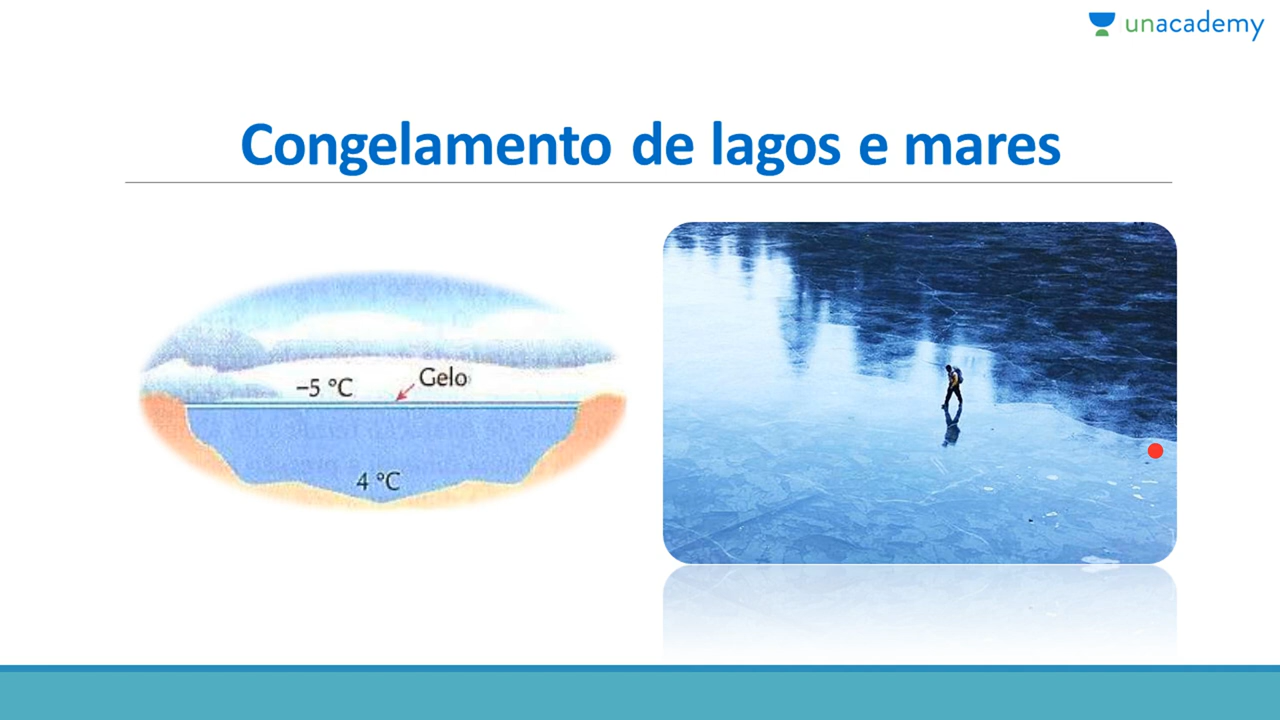 unacademy
Congelamento de lagos e mares
−5 °C
Gelo
4 °C